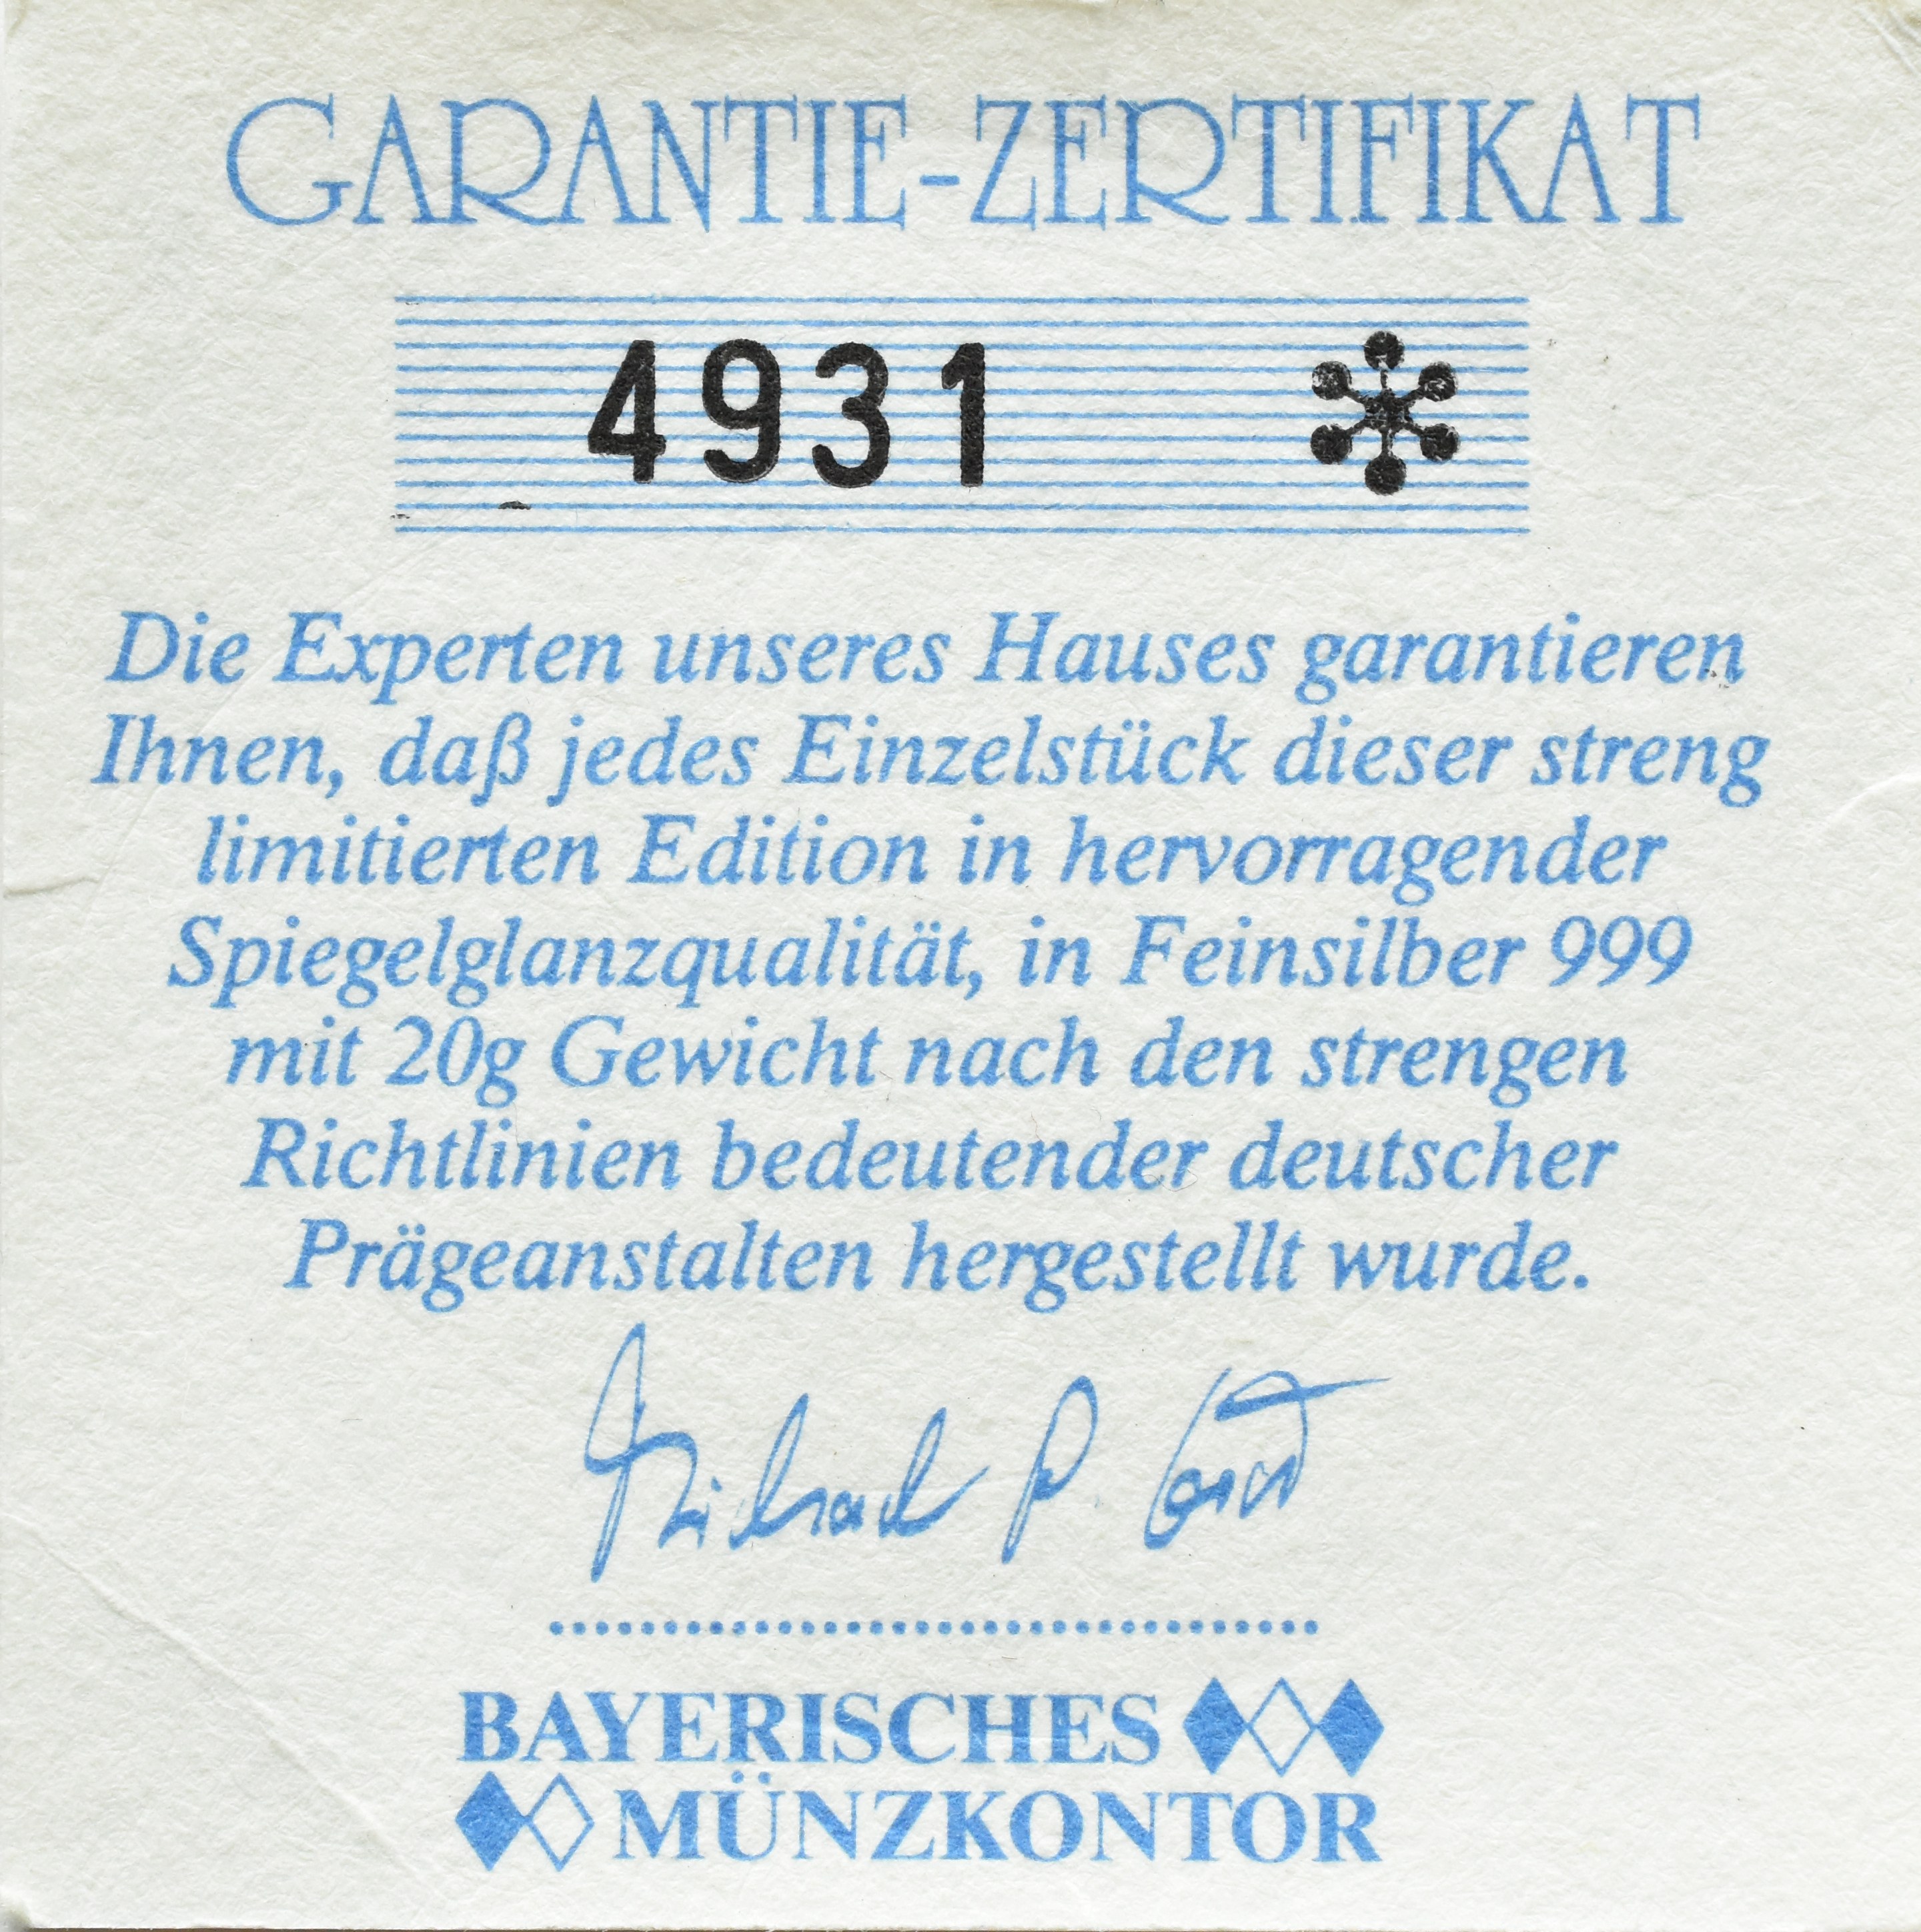 GARANTIE-ZERTIFIKAT
4931
Die Experten unseres Hauses garantieren
Ihnen, daß jedes Einzelstück dieser streng
limitierten Edition in hervorragender
Spiegelglanzqualität, in Feinsilber 999
mit 20g Gewicht nach den strengen
Richtlinien bedeutender deutscher
Prägeanstalten hergestellt wurde.
BAYERISCHES
MÜNZKONTOR